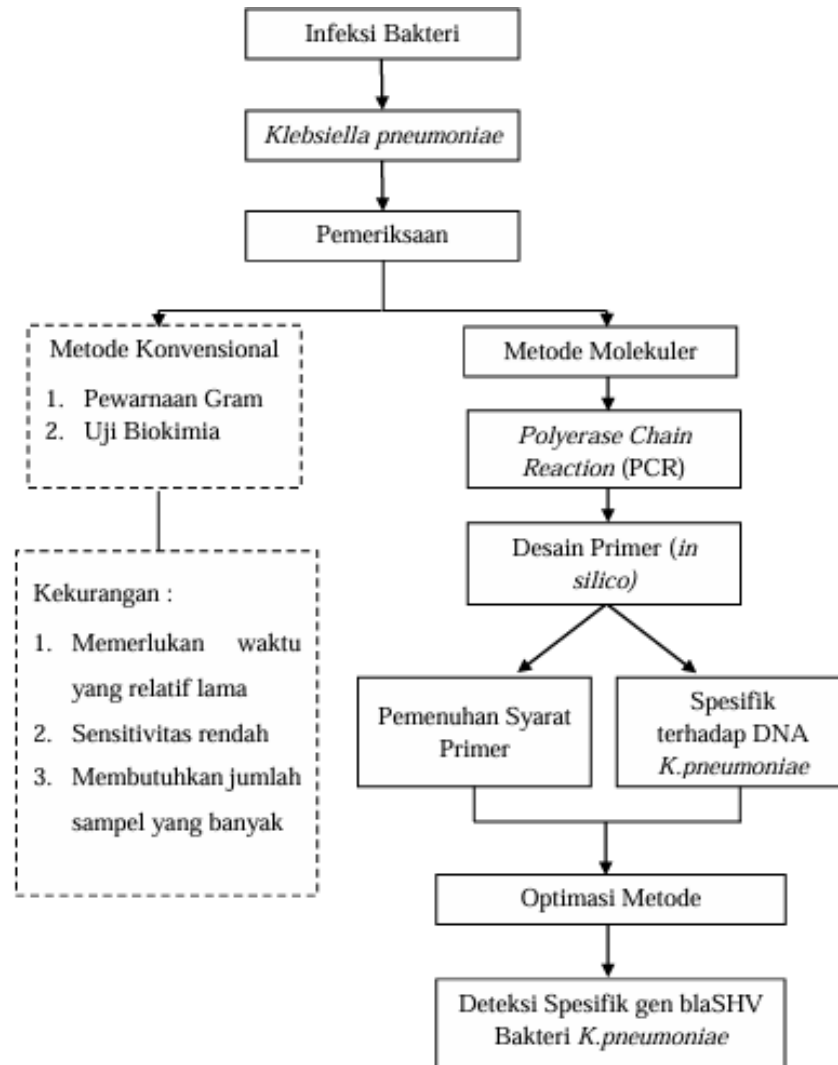 Infeksi Bakteri
Klebsiella pneumoniae
Pemeriksaan
Metode Konvensional
1. Pewarnaan Gram
2. Uji Biokimia
Kekurangan :
1. Memerlukan waktu
yang relatif lama
2. Sensitivitas rendah
3. Membutuhkan jumlah
sampel yang banyak
Metode Molekuler
Polyerase Chain
Reaction (PCR)
Desain Primer (in
silico)
Pemenuhan Syarat
Primer
Spesifik
terhadap DNA
K.pneumoniae
Optimasi Metode
Deteksi Spesifik gen blaSHV
Bakteri K.pneumoniae